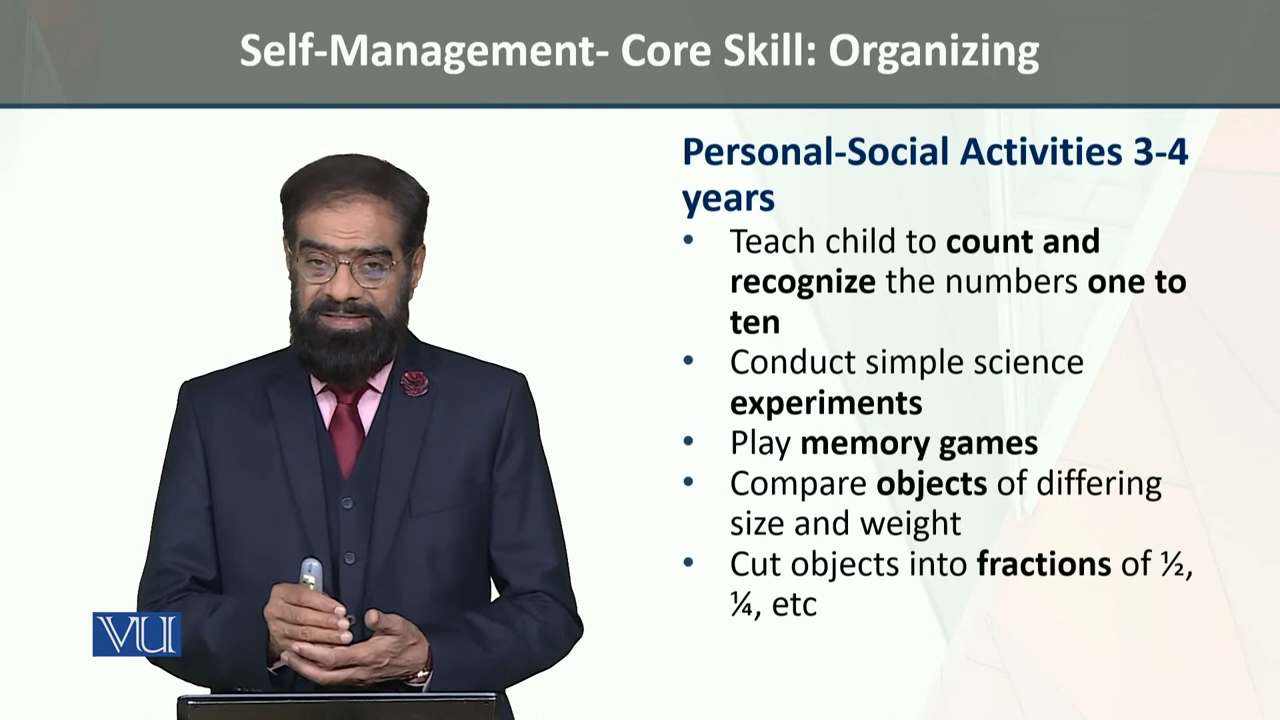 Self-Management- Core Skill: Organizing
Personal-Social Activities 3-4
years
• Teach child to count and
recognize the numbers one to
ten
• Conduct simple science
experiments
• Play memory games
• Compare objects of differing
size and weight
• Cut objects into fractions of ½,
¼, etc
VU